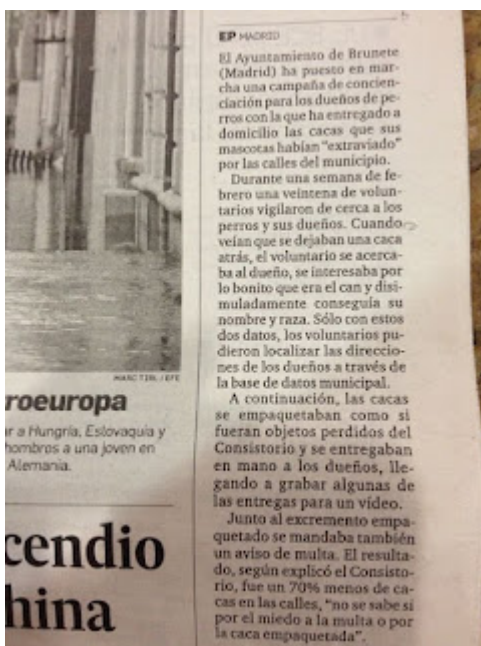 EP MADRID
El Ayuntamiento de Brunete
(Madrid) ha puesto en mar-
cha una campaña de concien-
ciación para los dueños de pe-
rros con la que ha entregado a
domicilio las cacas que sus
mascotas habían "extraviado"
por las calles del municipio.
Durante una semana de fe-
brero una veintena de volun-
tarios vigilaron de cerca a los
perros y sus dueños. Cuando
veían que se dejaban una caca
atrás, el voluntario se acerca-
ba al dueño, se interesaba por
lo bonito que era el can y disi-
muladamente conseguía su
nombre y raza. Sólo con estos
dos datos, los voluntarios pu-
dieron localizar las direccio-
nes de los dueños a través de
la base de datos municipal.
A continuación, las cacas
se empaquetaban como si
fueran objetos perdidos del
Consistorio y se entregaban
en mano a los dueños, lle-
gando a grabar algunas de
las entregas para un vídeo.
Junto al excremento empa-
quetado se mandaba también
un aviso de multa. El resulta-
do, según explicó el Consisto-
rio, fue un 70% menos de ca-
cas en las calles, "no se sabe si
por el miedo a la multa o por
la caca empaquetada".
/ EFE
roeuropa
ar a Hungría, Eslovaquia y
hombres a una joven en
Alemania.
cendio
hina